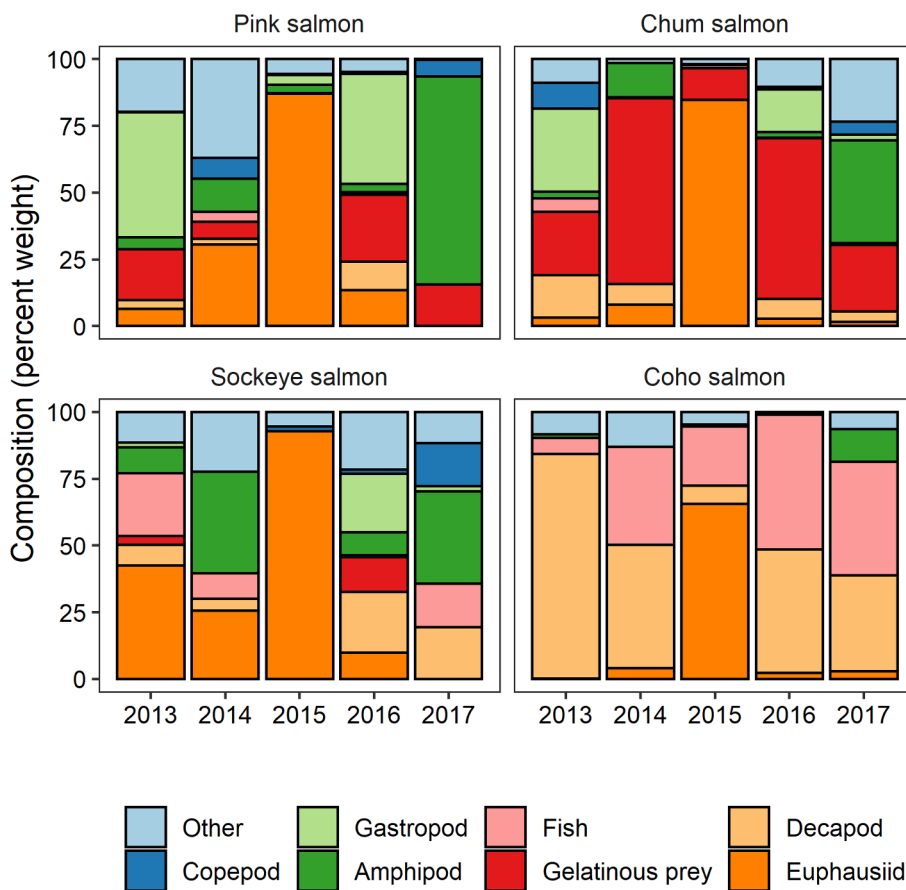 Pink salmon
Chum salmon
100
75
50
25
0
Composition (percent weight)
Sockeye salmon
Coho salmon
100
75
50
25
0
2013 2014 2015 2016 2017
2013 2014 2015 2016 2017
Other Gastropod Fish Decapod
Copepod Amphipod Gelatinous prey Euphausiid